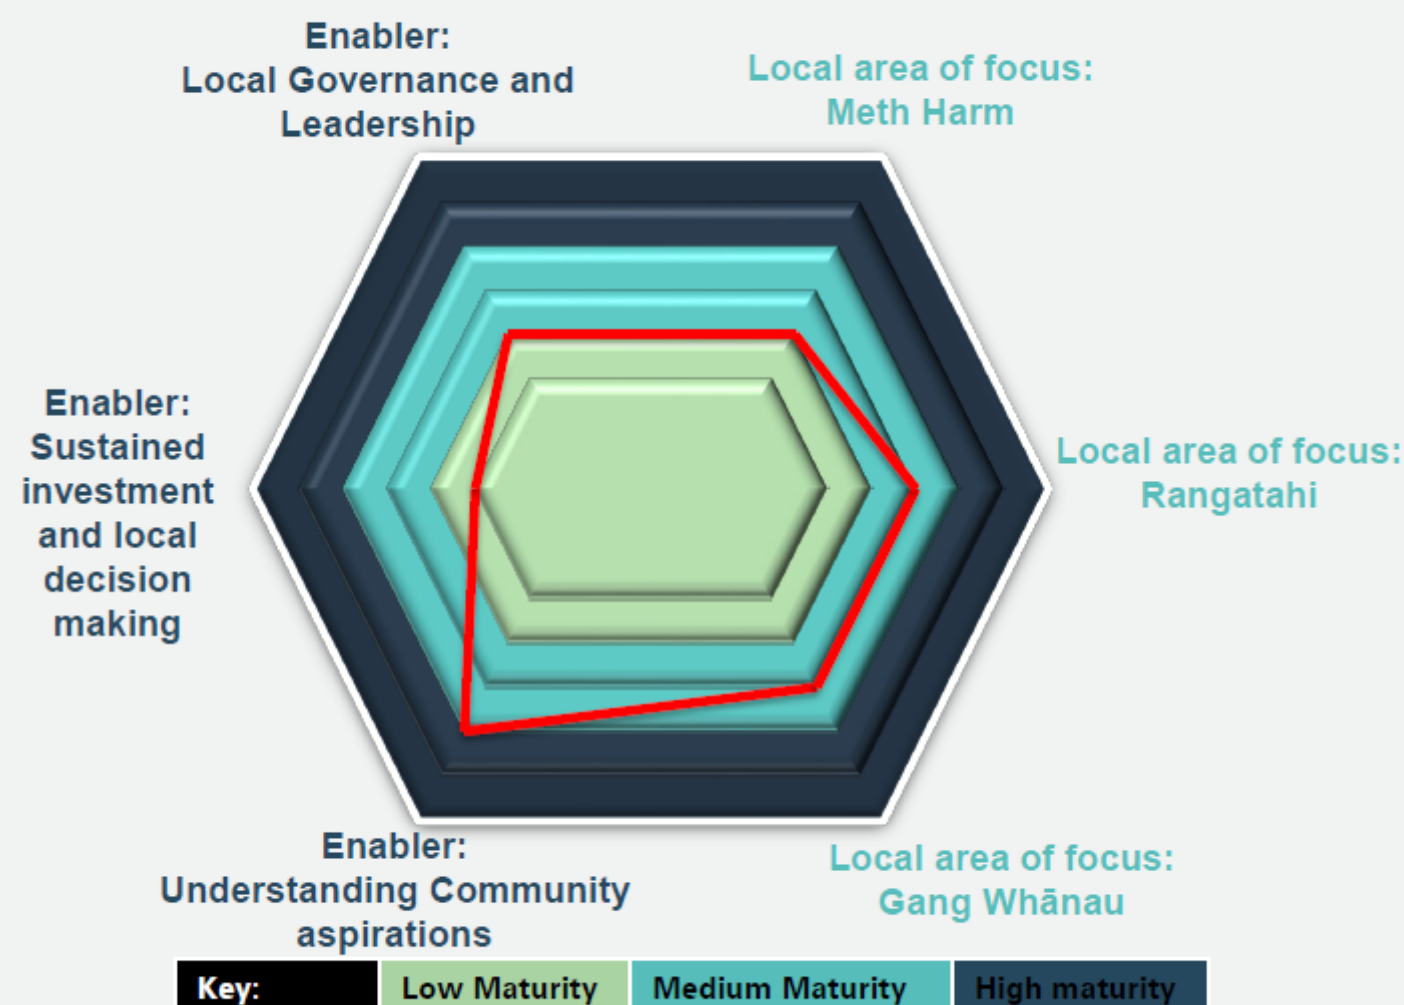 Enabler:
Local Governance and
Leadership
Local area of focus:
Meth Harm
Enabler:
Sustained
investment
and local
decision
making
Local area of focus:
Rangatahi
Enabler:
Understanding Community
aspirations
Local area of focus:
Gang Whānau
Key: Low Maturity Medium Maturity High maturity